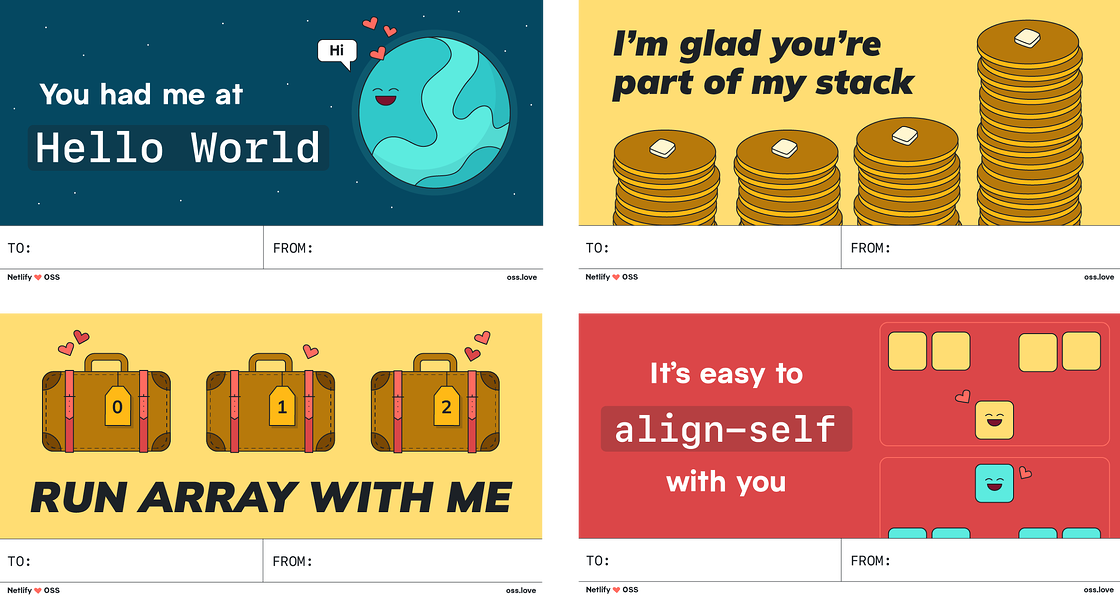 Hi
You had me at
Hello World
TO:
FROM:
Netlify ❤ OSS
oss.love
I’m glad you’re
part of my stack
TO:
FROM:
Netlify ❤ OSS
oss.love
0
1
2
RUN ARRAY WITH ME
TO:
FROM:
Netlify ❤ OSS
oss.love
It’s easy to
align-self
with you
TO:
FROM:
Netlify ❤ OSS
oss.love